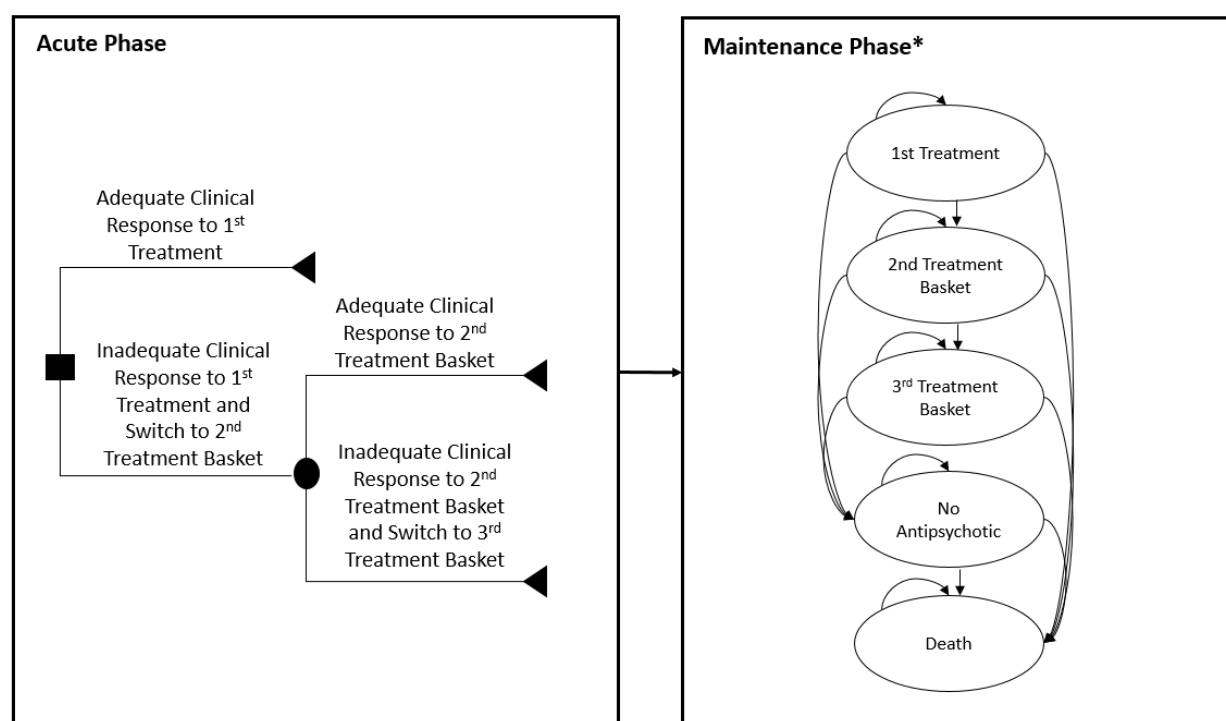 Acute Phase
Adequate Clinical
Response to 1st
Treatment
Inadequate Clinical
Response to 1st
Treatment and
Switch to 2nd
Treatment Basket
Adequate Clinical
Response to 2nd
Treatment Basket
Inadequate Clinical
Response to 2nd
Treatment Basket
and Switch to 3rd
Treatment Basket
Maintenance Phase*
1st Treatment
2nd Treatment
Basket
3rd Treatment
Basket
No
Antipsychotic
Death